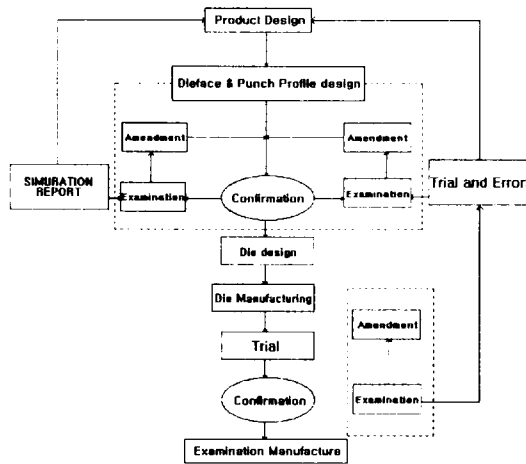 Product Design
Dieface & Punch Profile design
Amendment
Amendment
SIMURATION
REPORT
Examination
Confirmation
Examination
Trial and Error
Die design
Die Manufacturing
Amendment
Trial
Confirmation
Examination
Examination Manufacture